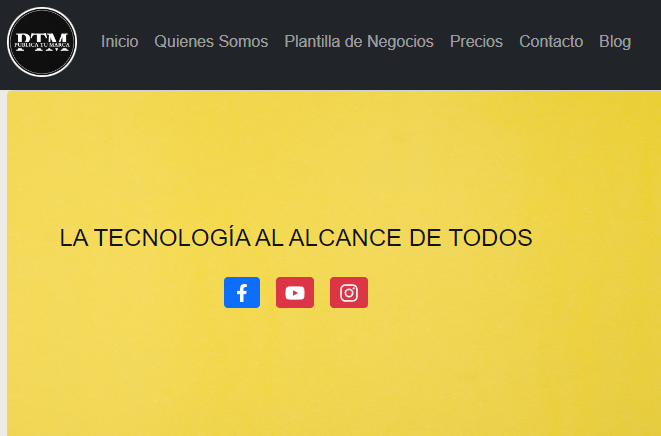 PTM
PUBLICA TU MARCA
Inicio Quienes Somos Plantilla de Negocios Precios Contacto Blog
LA TECNOLOGÍA AL ALCANCE DE TODOS